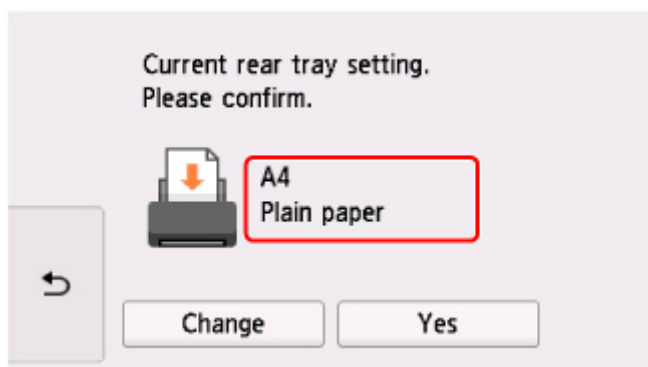 Current rear tray setting.
Please confirm.
A4
Plain paper
Change
Yes